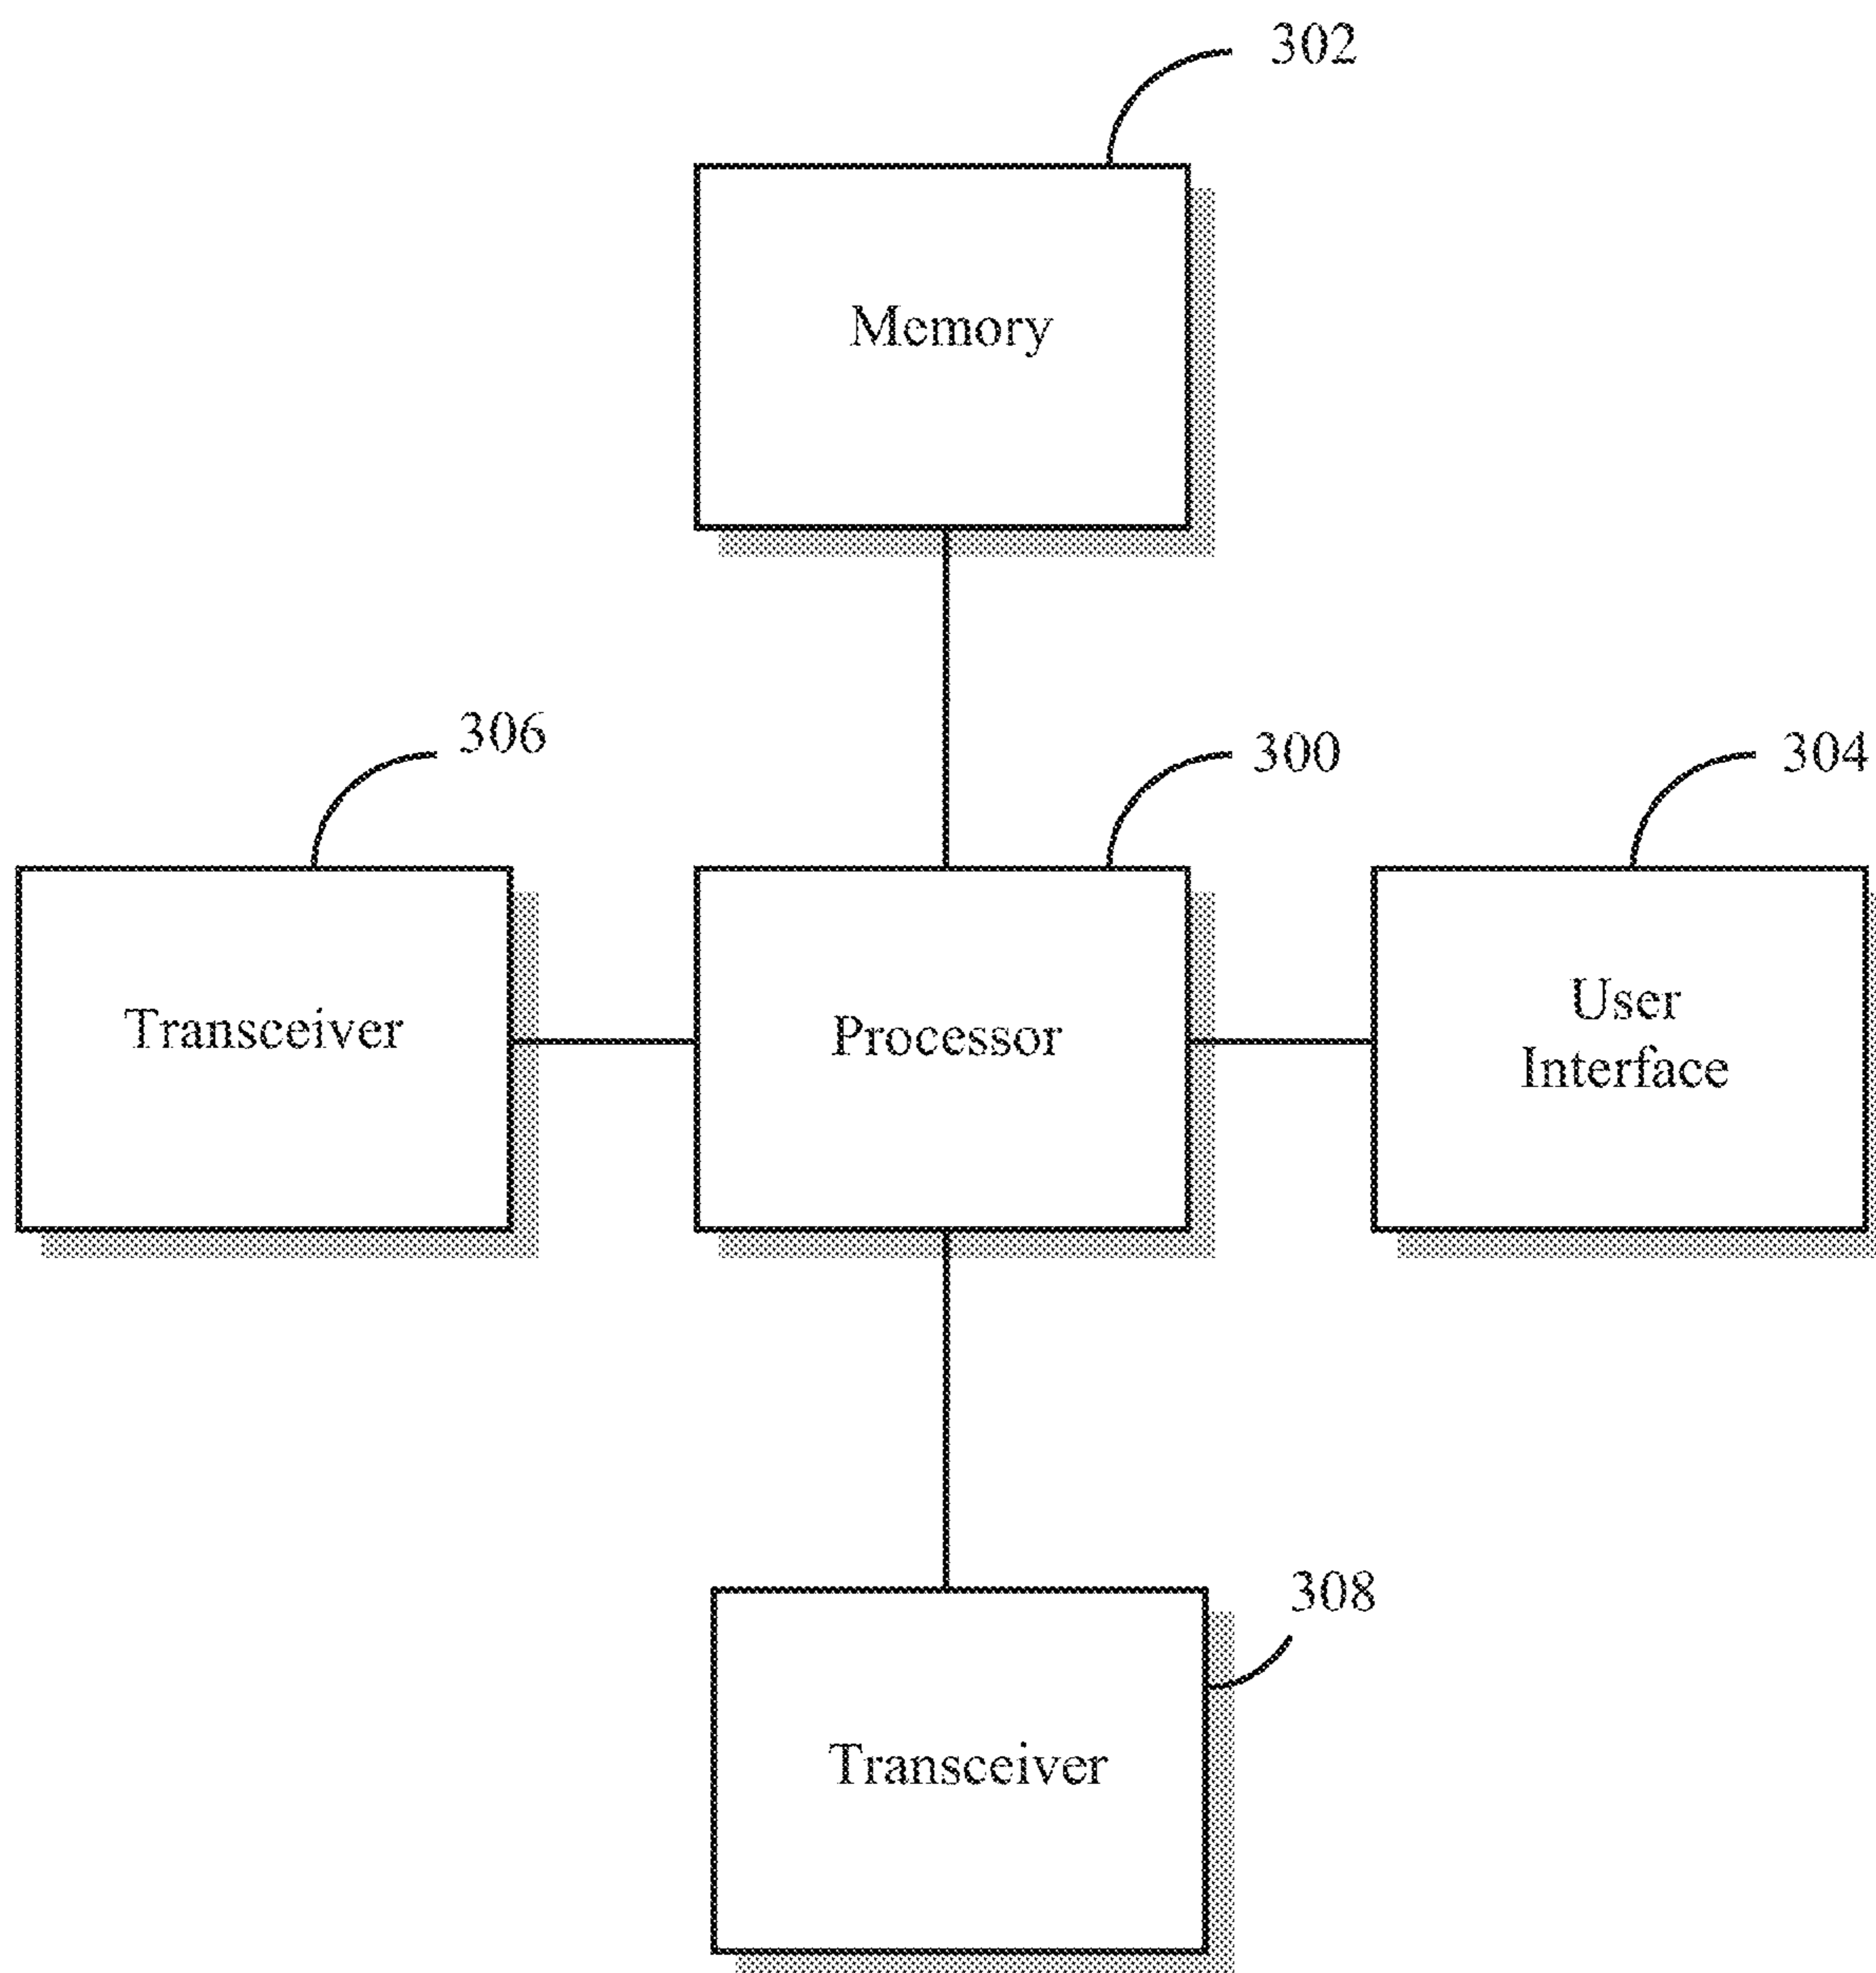 302
Memory
306
300
304
Transceiver
Processor
User
Interface
308
Transceiver